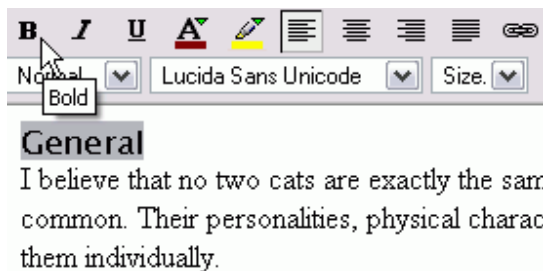 B I U A
Normal Lucida Sans Unicode Size.
Bold
General
I believe that no two cats are exactly the sam
common. Their personalities, physical charac
them individually.